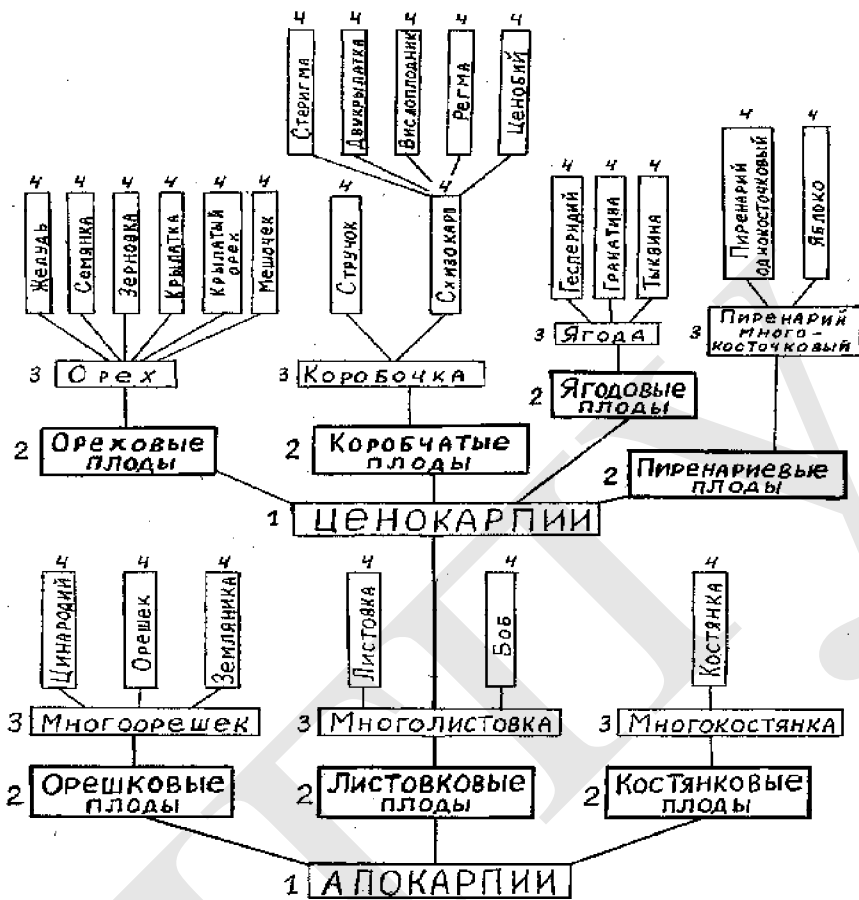 4 4 4 4 4
Стеригма
Двукрылатка
Вислоплодник
Регма
Ценобий
4 4
Пиренарий
однокосточковый
Яблоко
4 4 4 4 4 4
Желудь
Семянка
Зерновка
Крылатка
Крылатый
орех
Мешочек
4 4
Стручок
Схизокарп
4 4 4
Гесперидий
Гранатина
Тыквина
3 Орех
3 Коробочка
3 Ягода
3 Пиренарий
много-
косточковый
2 Ореховые
плоды
2 Коробчатые
плоды
2 Ягодовые
плоды
2 Пиренариевые
плоды
1 Ценокарпии
4 4 4
Цинародий
Орешек
Земляника
4 4
Листовка
Боб
4
Костянка
3 Многоорешек
3 Многолистовка
3 Многокостянка
2 Орешковые
плоды
2 Листовковые
плоды
2 Костянковые
плоды
1 Апокарпии